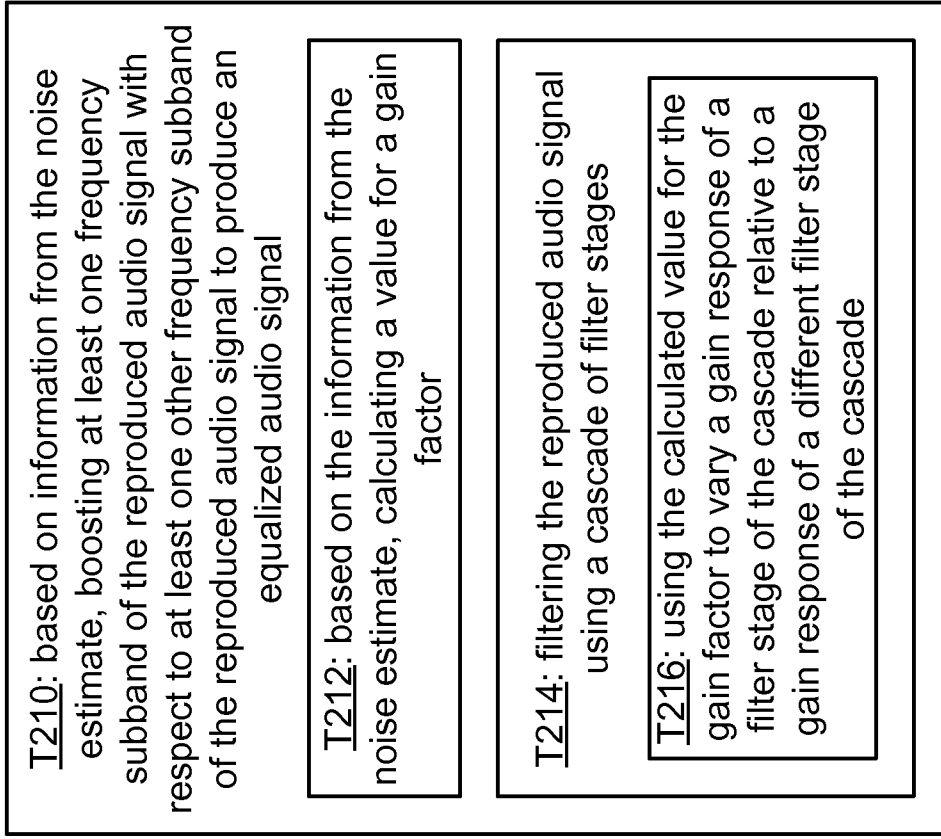 T210: based on information from the noise
estimate, boosting at least one frequency
subband of the reproduced audio signal with
respect to at least one other frequency subband
of the reproduced audio signal to produce an
equalized audio signal
T212: based on the information from the
noise estimate, calculating a value for a gain
factor
T214: filtering the reproduced audio signal
using a cascade of filter stages
T216: using the calculated value for the
gain factor to vary a gain response of a
filter stage of the cascade relative to a
gain response of a different filter stage
of the cascade